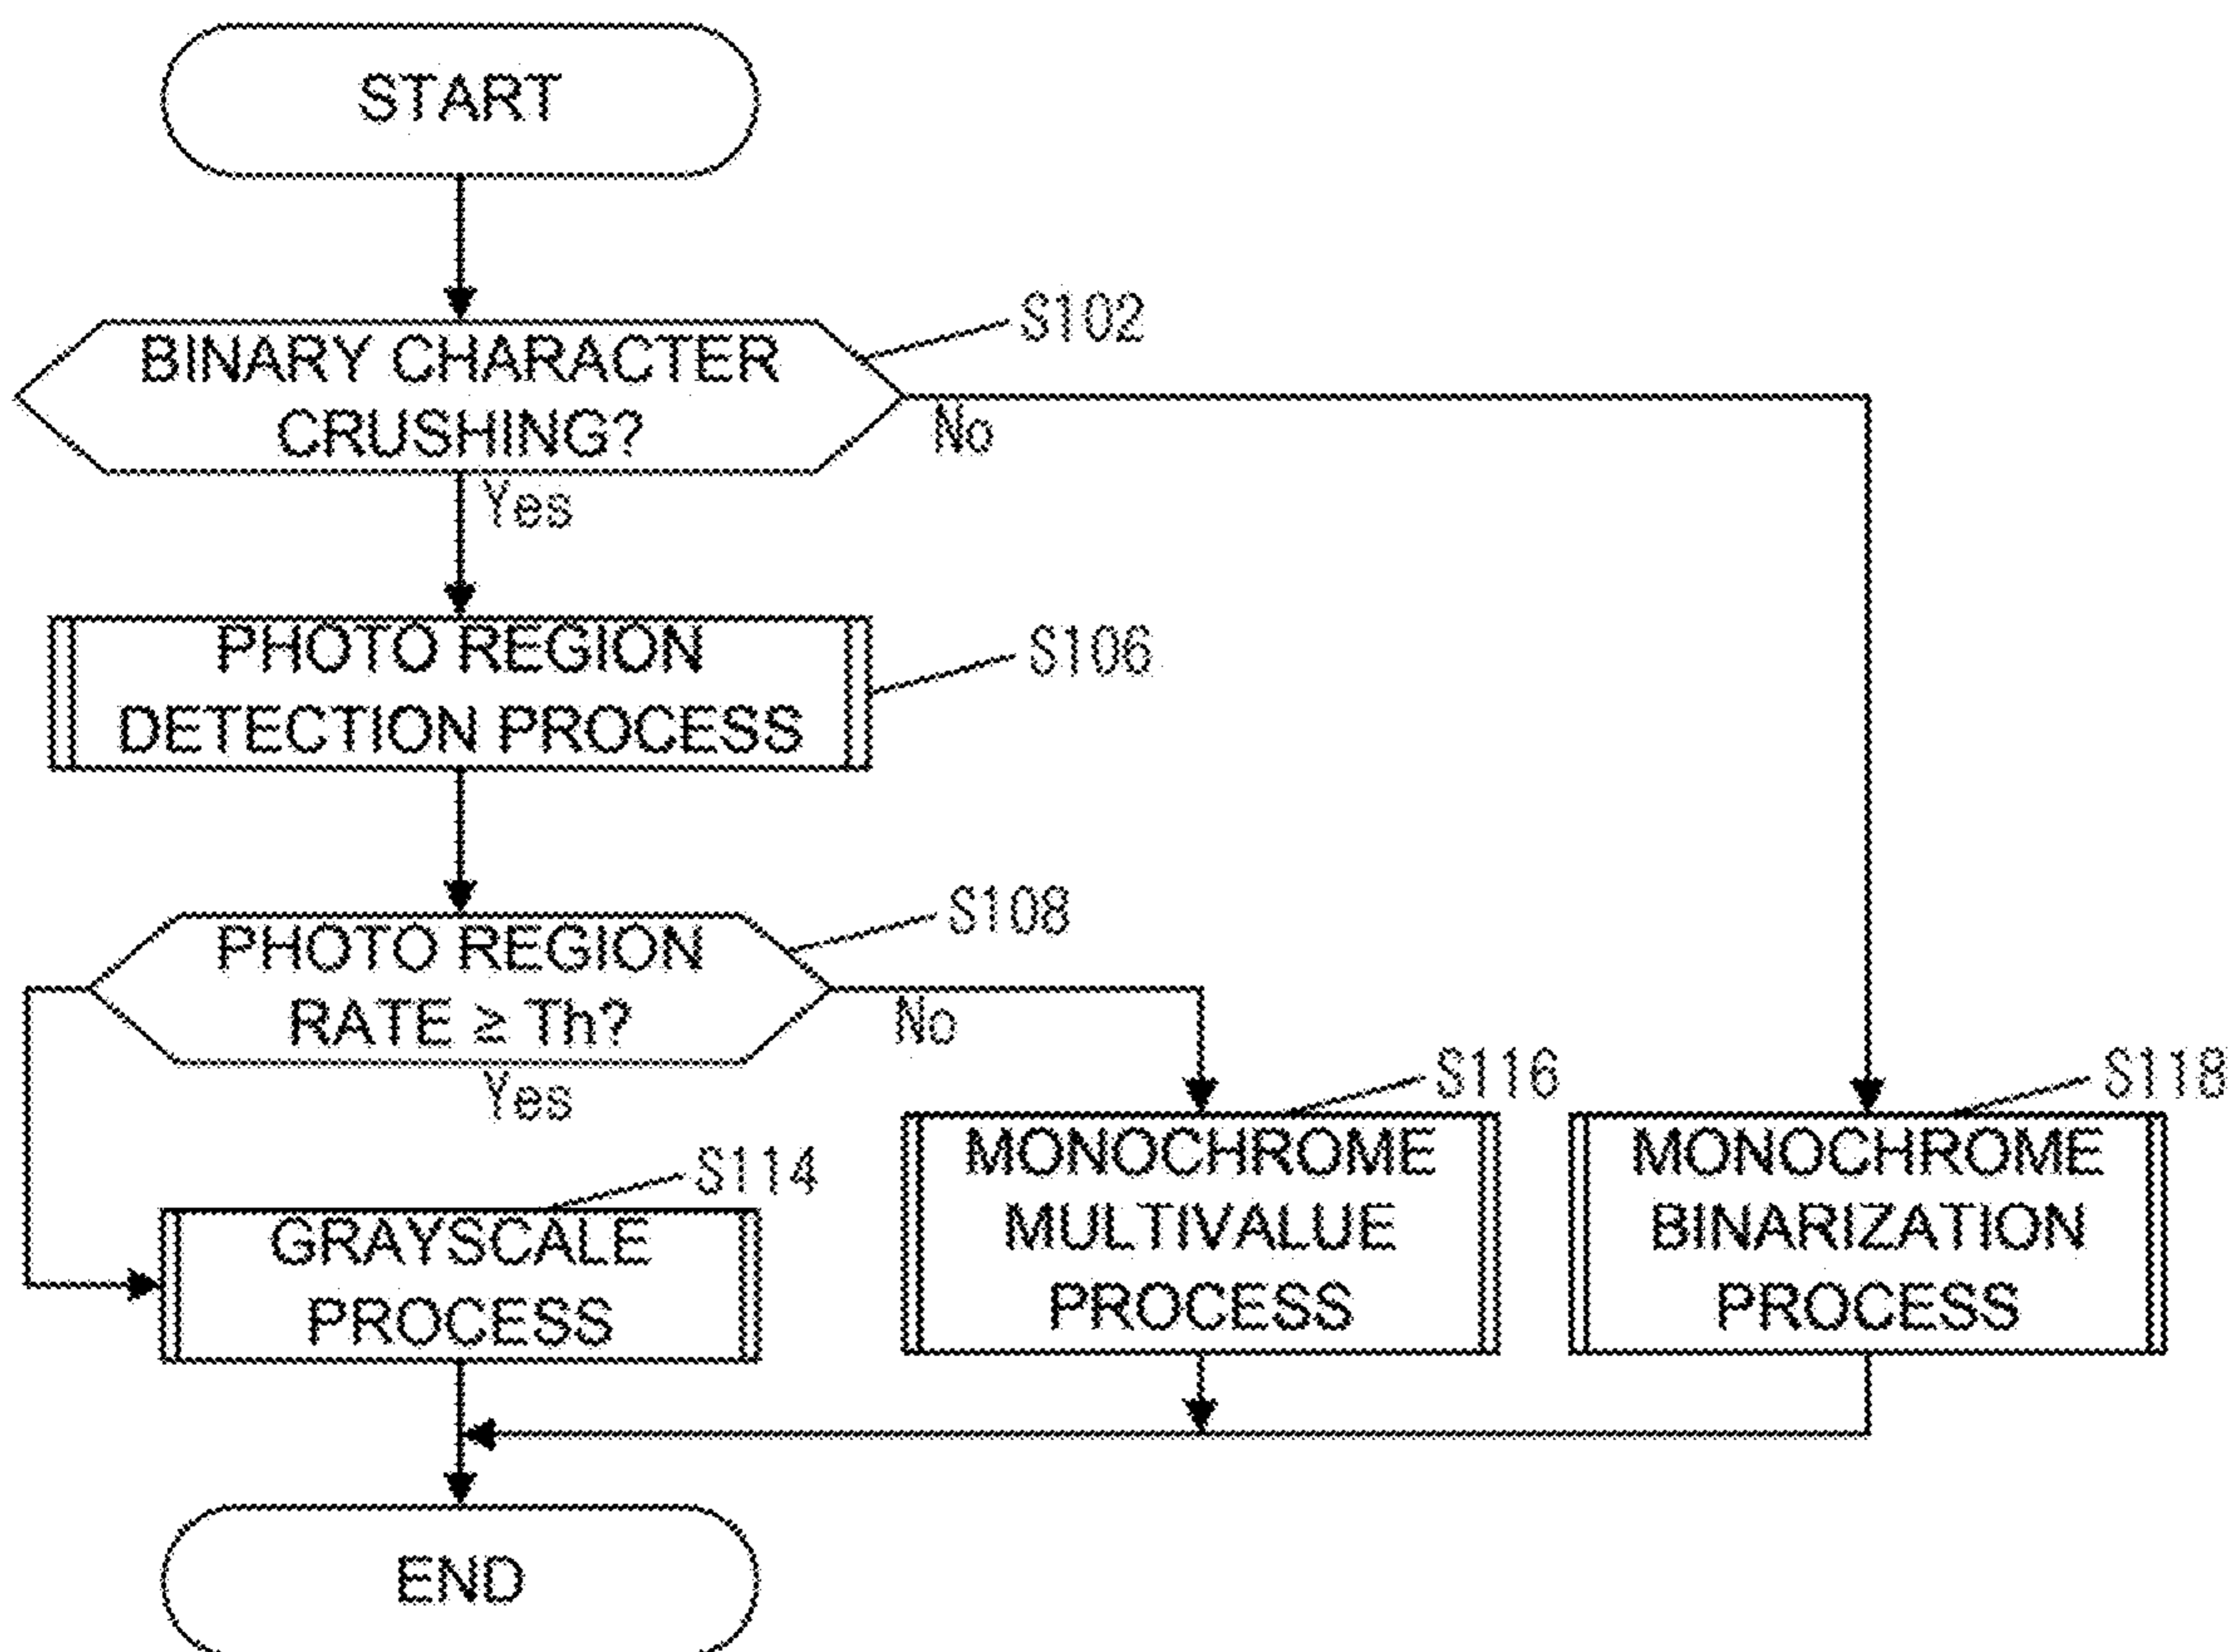 START
S102
BINARY CHARACTER
CRUSHING?
No
Yes
PHOTO REGION
DETECTION PROCESS
S106
S108
PHOTO REGION
RATE ≥ Th?
No
Yes
S114
GRAYSCALE
PROCESS
S116
MONOCHROME
MULTIVALUE
PROCESS
S118
MONOCHROME
BINARIZATION
PROCESS
END